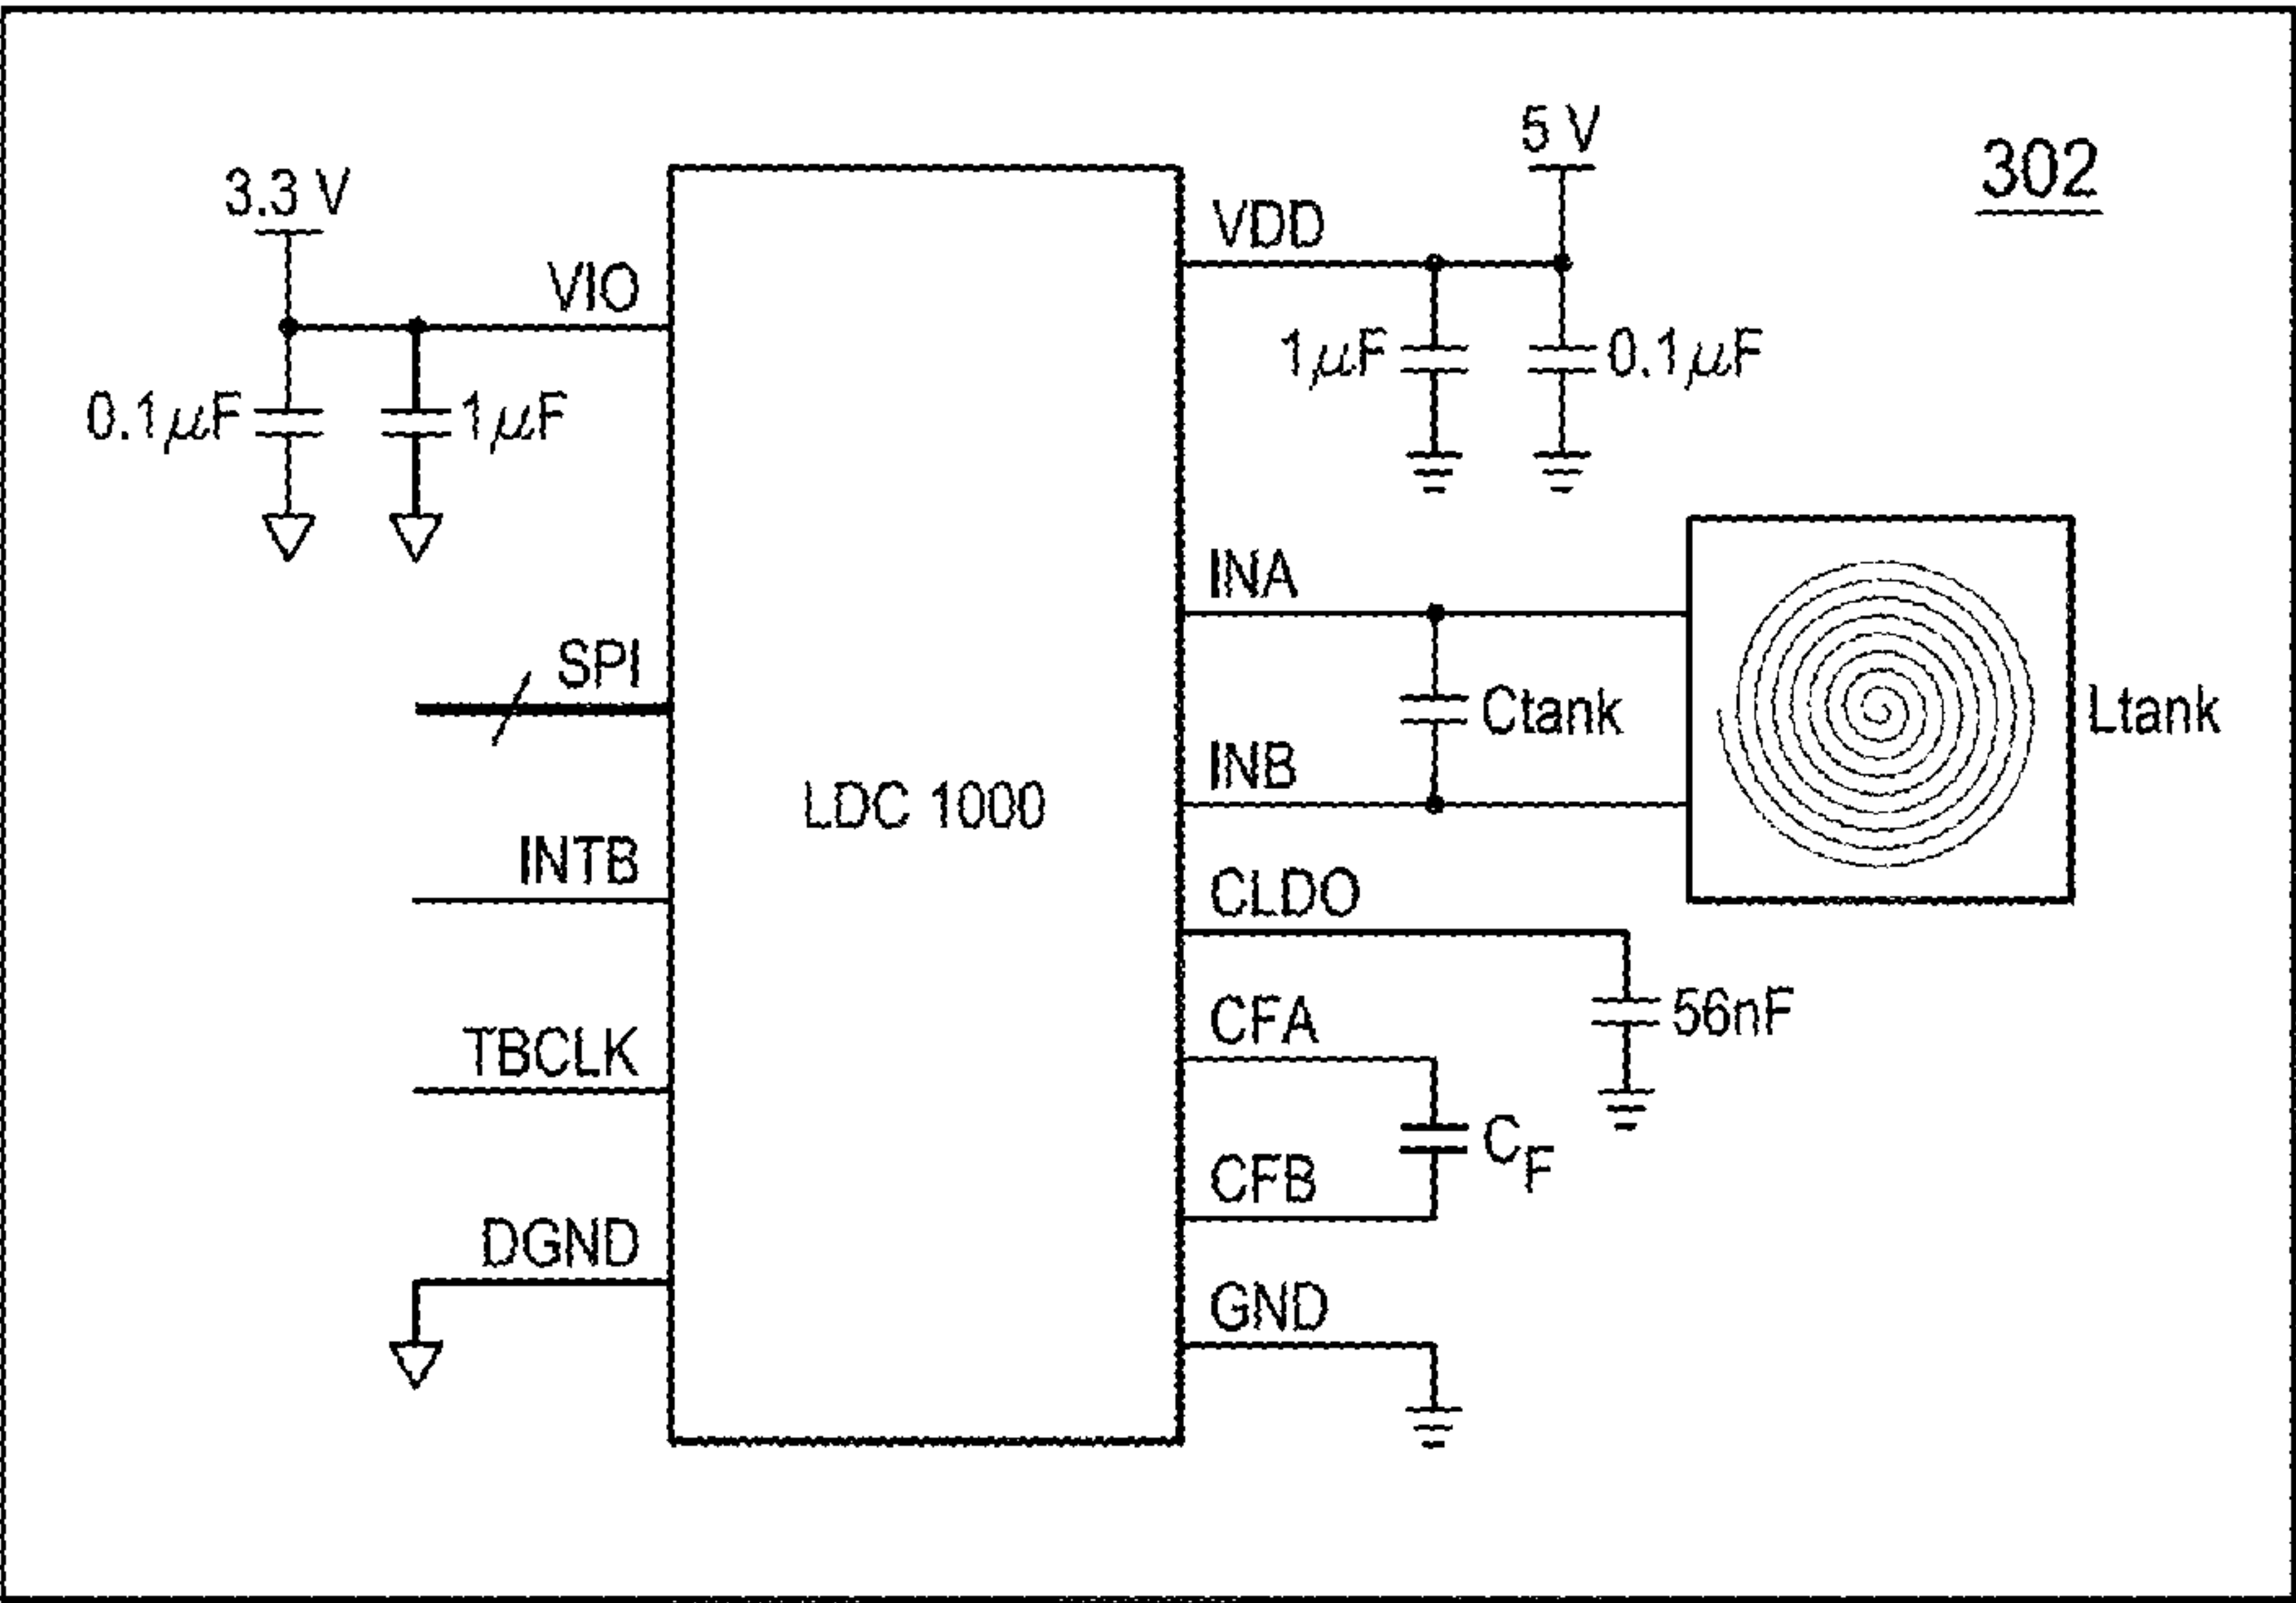 5 V
302
3.3 V
VDD
VIO
1μF
0.1μF
0.1μF
1μF
INA
SPI
Ctank
Ltank
INB
LDC 1000
INTB
CLDO
CFA
56nF
TBCLK
CF
CFB
DGND
GND